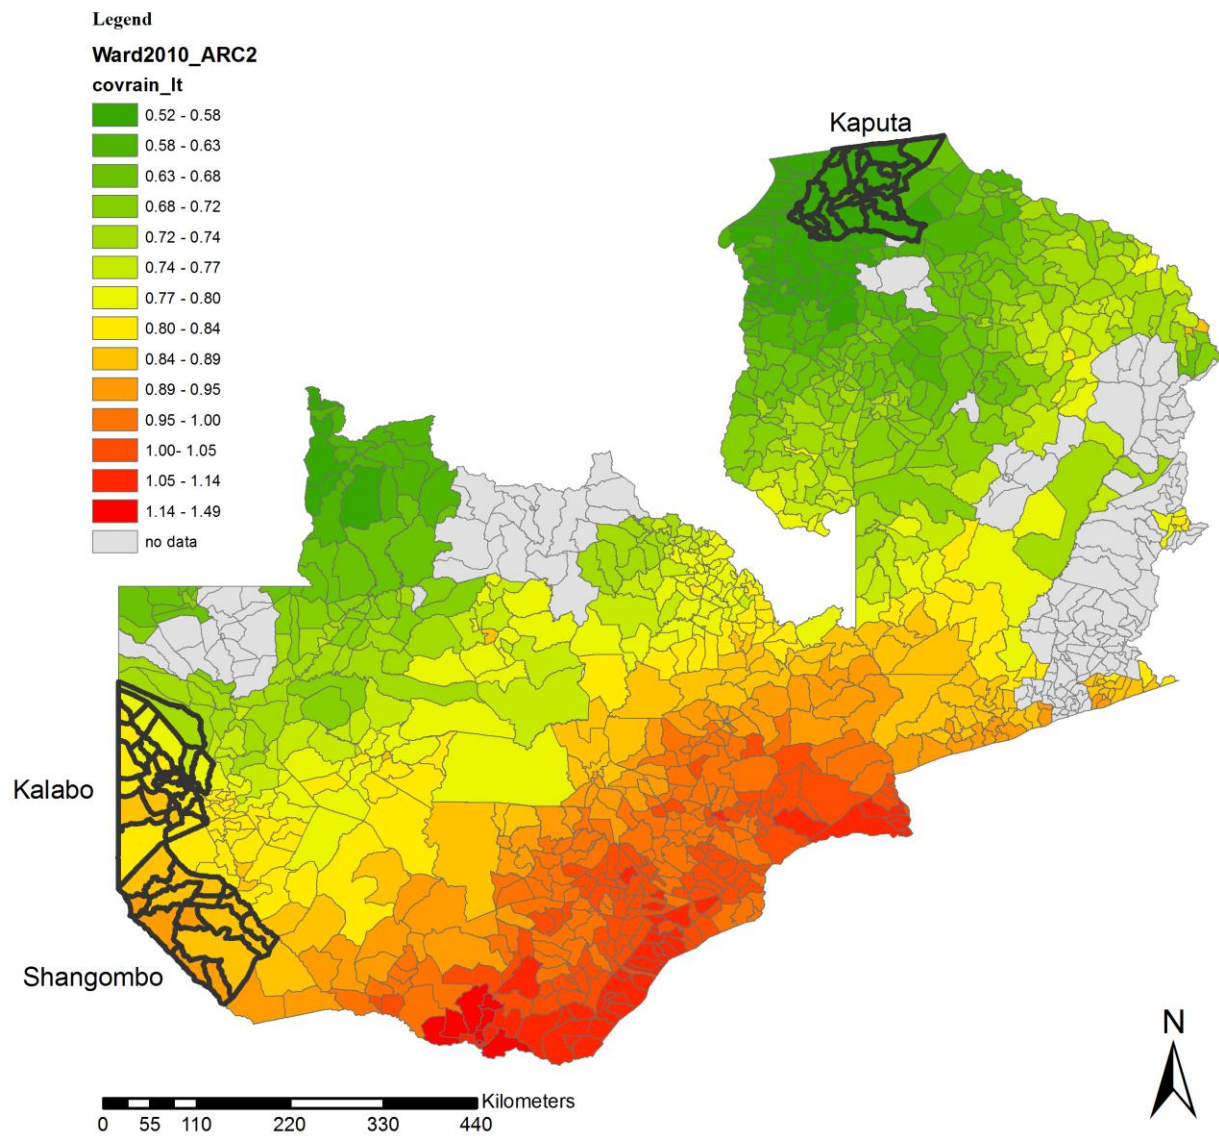 Legend
Ward2010_ARC2
covrain_lt
0.52 - 0.58
0.58 - 0.63
0.63 - 0.68
0.68 - 0.72
0.72 - 0.74
0.74 - 0.77
0.77 - 0.80
0.80 - 0.84
0.84 - 0.89
0.89 - 0.95
0.95 - 1.00
1.00- 1.05
1.05 - 1.14
1.14 - 1.49
no data
Kaputa
Kalabo
Shangombo
N
Kilometers
0 55 110 220 330 440